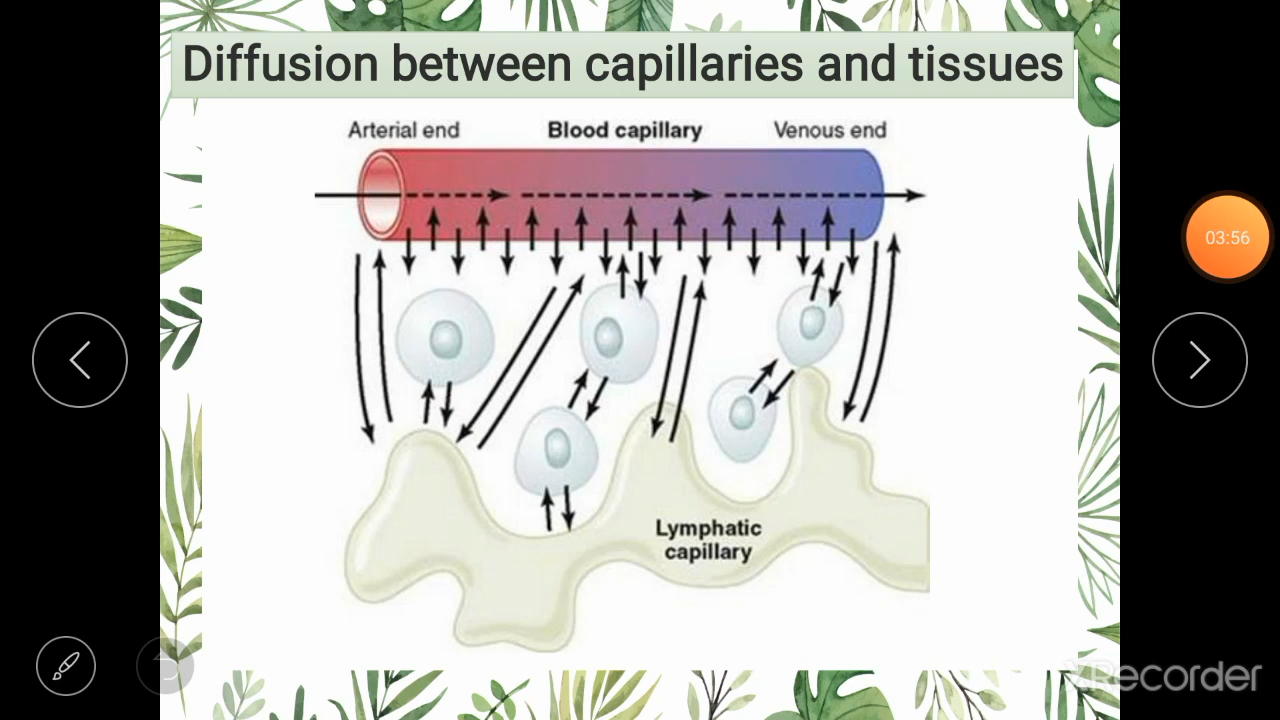 Diffusion between capillaries and tissues
Arterial end
Blood capillary
Venous end
03:56
Lymphatic
capillary
XRecorder